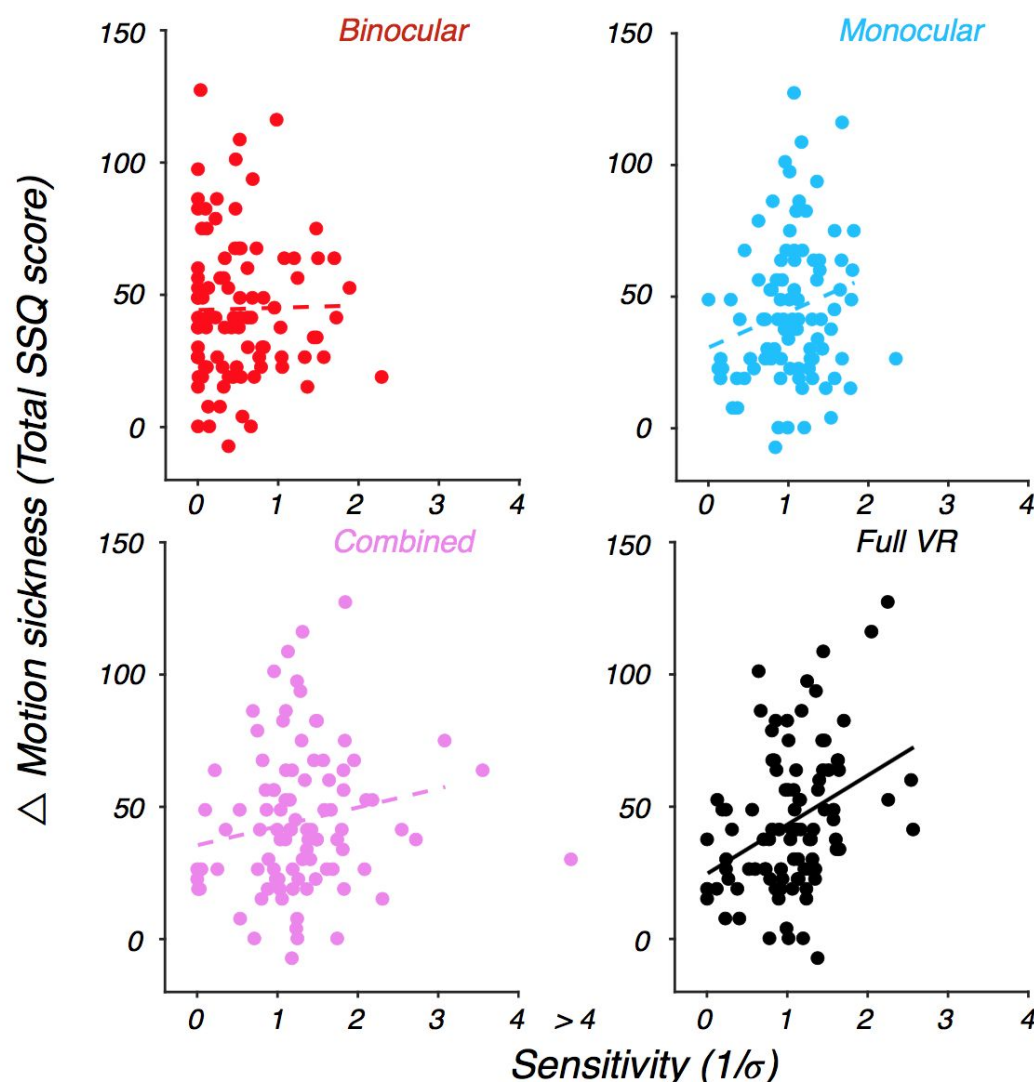 Binocular
Monocular
150
100
50
0
0 1 2 3 4
150
100
50
0
0 1 2 3 4
Combined
Full VR
150
100
50
0
0 1 2 3 4 > 4
150
100
50
0
0 1 2 3 4
△ Motion sickness (Total SSQ score)
Sensitivity (1/σ)